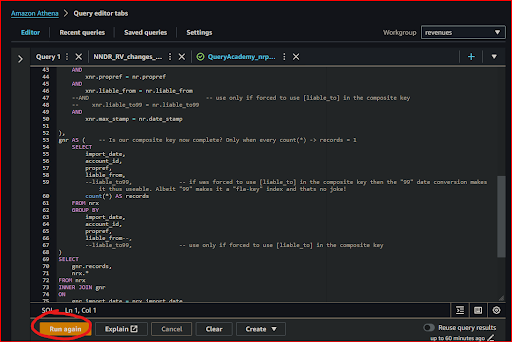 Amazon Athena > Query editor tabs
Editor Recent queries Saved queries Settings Workgroup revenues
Query 1 NNDR_RV_changes_... QueryAcademy_nrp...
43 AND
44 xnr.propref = nr.propref
45 AND
46 xnr.liable_from = nr.liable_from
47 --AND -- use only if forced to use [liable_to] in the composite key
48 -- xnr.liable_to99 = nr.liable_to99
49 AND
50 xnr.max_stamp = nr.date_stamp
51
52 ),
53 gnr AS ( -- Is our composite key now complete? Only when every count(*) -> records = 1
54 SELECT
55 import_date,
56 account_id,
57 propref,
58 liable_from,
59 --liable_to99, -- if was forced to use [liable_to] in the composite key then the "99" date conversion makes
it thus useable. Albeit "99" makes it a "fle-key" index and thats no joke!
60 count(*) AS records
61 FROM nrx
62 GROUP BY
63 import_date,
64 account_id,
65 propref,
66 liable_from--,
67 --liable_to99, -- use only if forced to use [liable_to] in the composite key
68 )
69 SELECT
70 gnr.records,
71 nrx.*
72 FROM nrx
73 INNER JOIN gnr
74 ON
75 gnr.import_date = nrx.import_date
SQL Ln 1, Col 1
Run again Explain Cancel Clear Create Reuse query results
up to 60 minutes ago